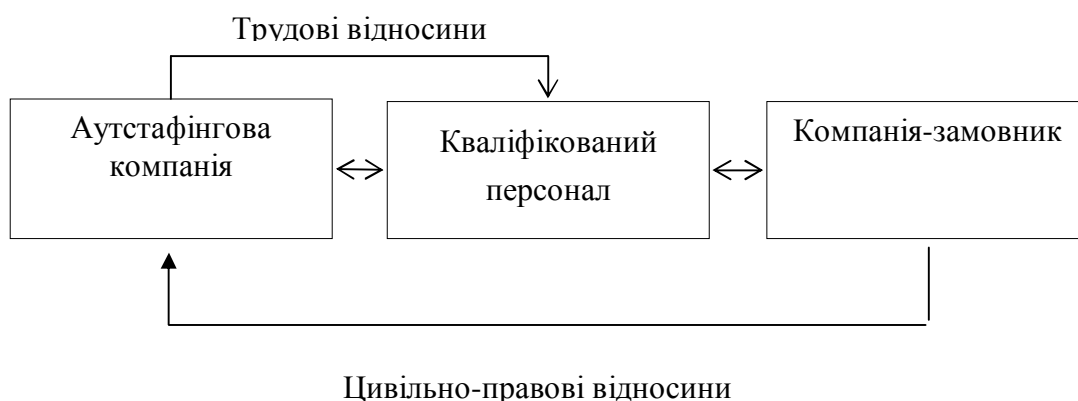 Трудові відносини
Аутстафінгова
компанія
Кваліфікований
персонал
Компанія-замовник
Цивільно-правові відносини